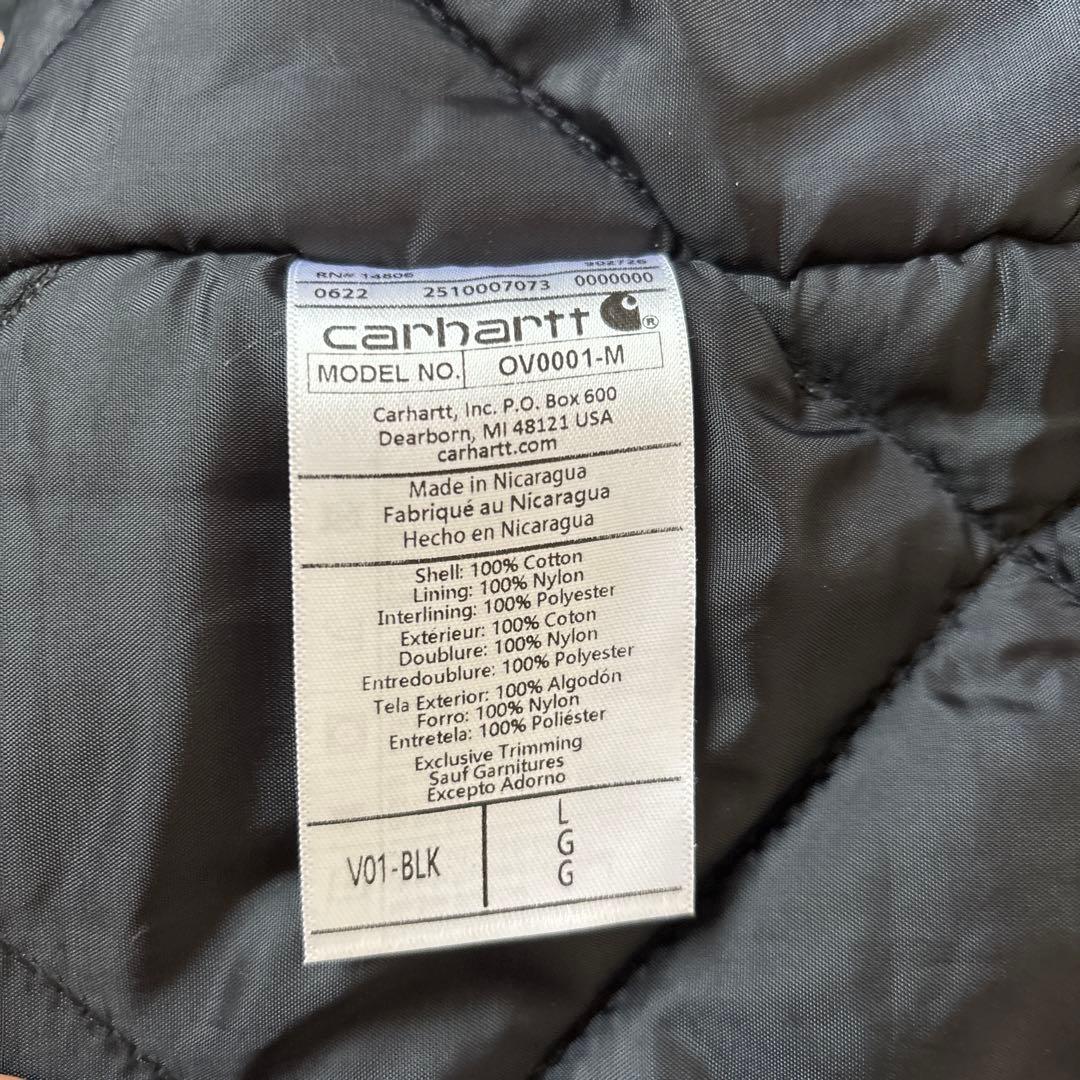 RN# 14806 902726
0622 2510007073 0000000
carhartt ®
MODEL NO. OV0001-M
Carhartt, Inc. P.O. Box 600
Dearborn, MI 48121 USA
carhartt.com
Made in Nicaragua
Fabriqué au Nicaragua
Hecho en Nicaragua
Shell: 100% Cotton
Lining: 100% Nylon
Interlining: 100% Polyester
Extérieur: 100% Coton
Doublure: 100% Nylon
Entredoublure: 100% Polyester
Tela Exterior: 100% Algodón
Forro: 100% Nylon
Entretela: 100% Poliéster
Exclusive Trimming
Sauf Garnitures
Excepto Adorno
V01-BLK
L
G
G